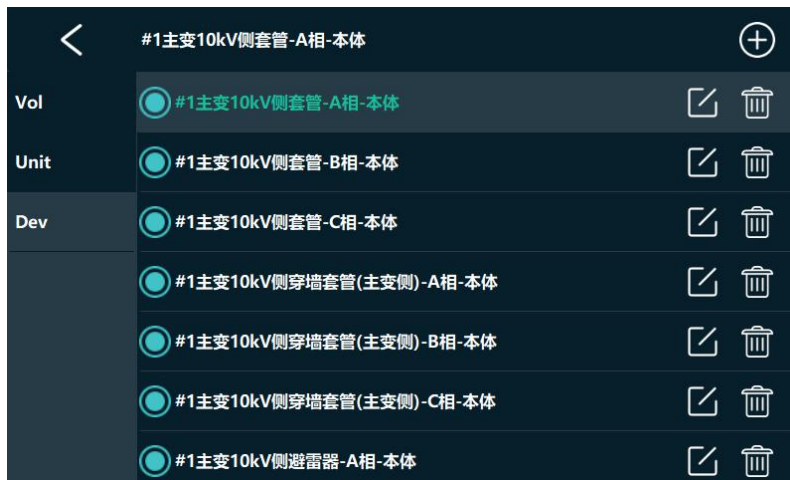 #1主变10kV侧套管-A相-本体
Vol
#1主变10kV侧套管-A相-本体
Unit
#1主变10kV侧套管-B相-本体
Dev
#1主变10kV侧套管-C相-本体
#1主变10kV侧穿墙套管(主变侧)-A相-本体
#1主变10kV侧穿墙套管(主变侧)-B相-本体
#1主变10kV侧穿墙套管(主变侧)-C相-本体
#1主变10kV侧避雷器-A相-本体